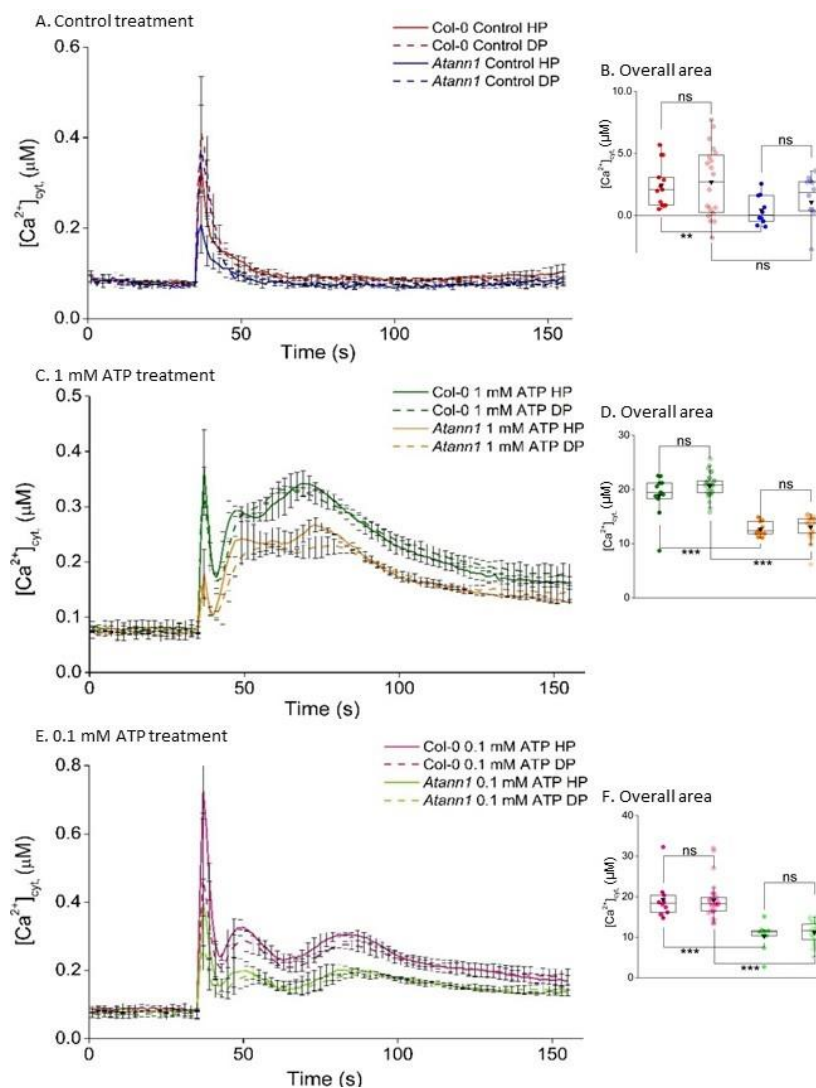 A. Control treatment
Col-0 Control HP
Col-0 Control DP
Atann1 Control HP
Atann1 Control DP
0.6
0.4
0.2
0.0
[Ca²⁺]cyt, (μM)
0 50 100 150
Time (s)
B. Overall area
10.0
5.0
0.0
[Ca²⁺]cyt, (μM)
ns
ns
**
ns
C. 1 mM ATP treatment
Col-0 1 mM ATP HP
Col-0 1 mM ATP DP
Atann1 1 mM ATP HP
Atann1 1 mM ATP DP
0.5
0.4
0.3
0.2
0.1
0.0
[Ca²⁺]cyt, (μM)
0 50 100 150
Time (s)
D. Overall area
30
20
10
0
[Ca²⁺]cyt, (μM)
ns
ns
***
***
E. 0.1 mM ATP treatment
Col-0 0.1 mM ATP HP
Col-0 0.1 mM ATP DP
Atann1 0.1 mM ATP HP
Atann1 0.1 mM ATP DP
0.8
0.6
0.4
0.2
0.0
[Ca²⁺]cyt, (μM)
0 50 100 150
Time (s)
F. Overall area
40
30
20
10
0
[Ca²⁺]cyt, (μM)
ns
ns
***
***